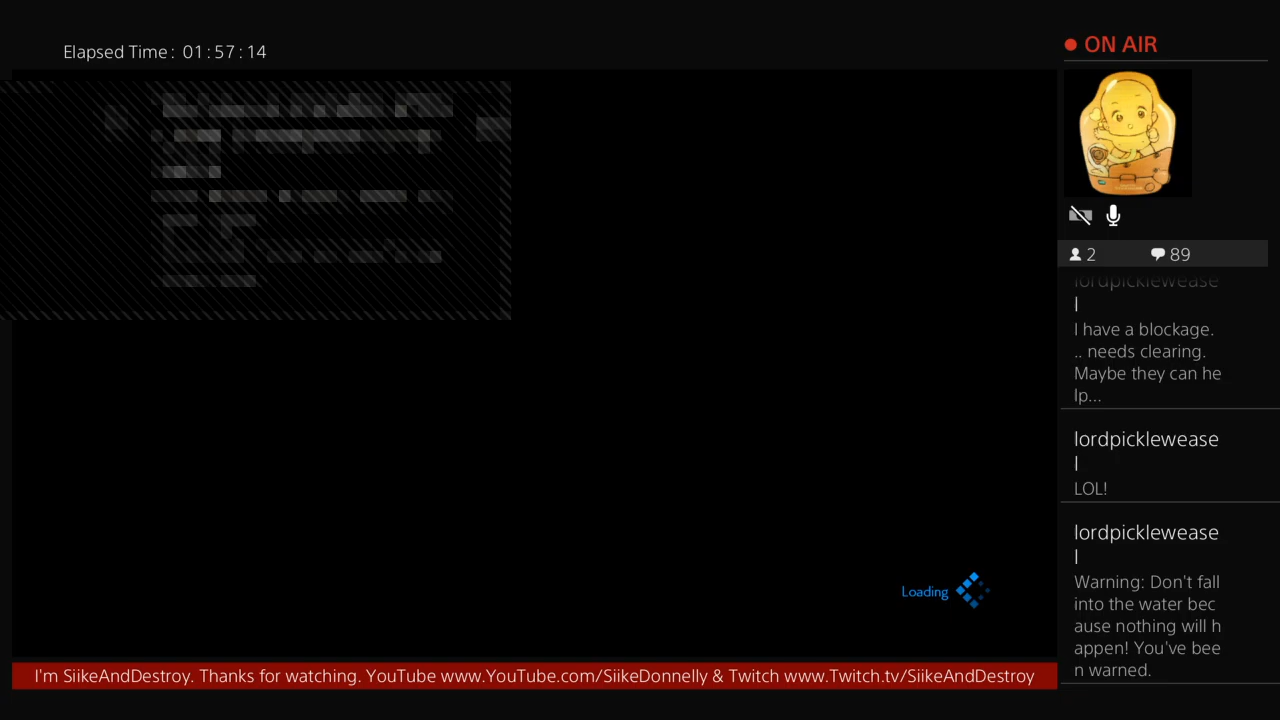 Elapsed Time: 01:57:14
ON AIR
2 89
lordpicklewease
l
I have a blockage.
.. needs clearing.
Maybe they can he
lp...
lordpicklewease
l
LOL!
lordpicklewease
l
Warning: Don't fall
into the water bec
ause nothing will h
appen! You've bee
n warned.
Loading
I'm SiikeAndDestroy. Thanks for watching. YouTube www.YouTube.com/SiikeDonnelly & Twitch www.Twitch.tv/SiikeAndDestroy